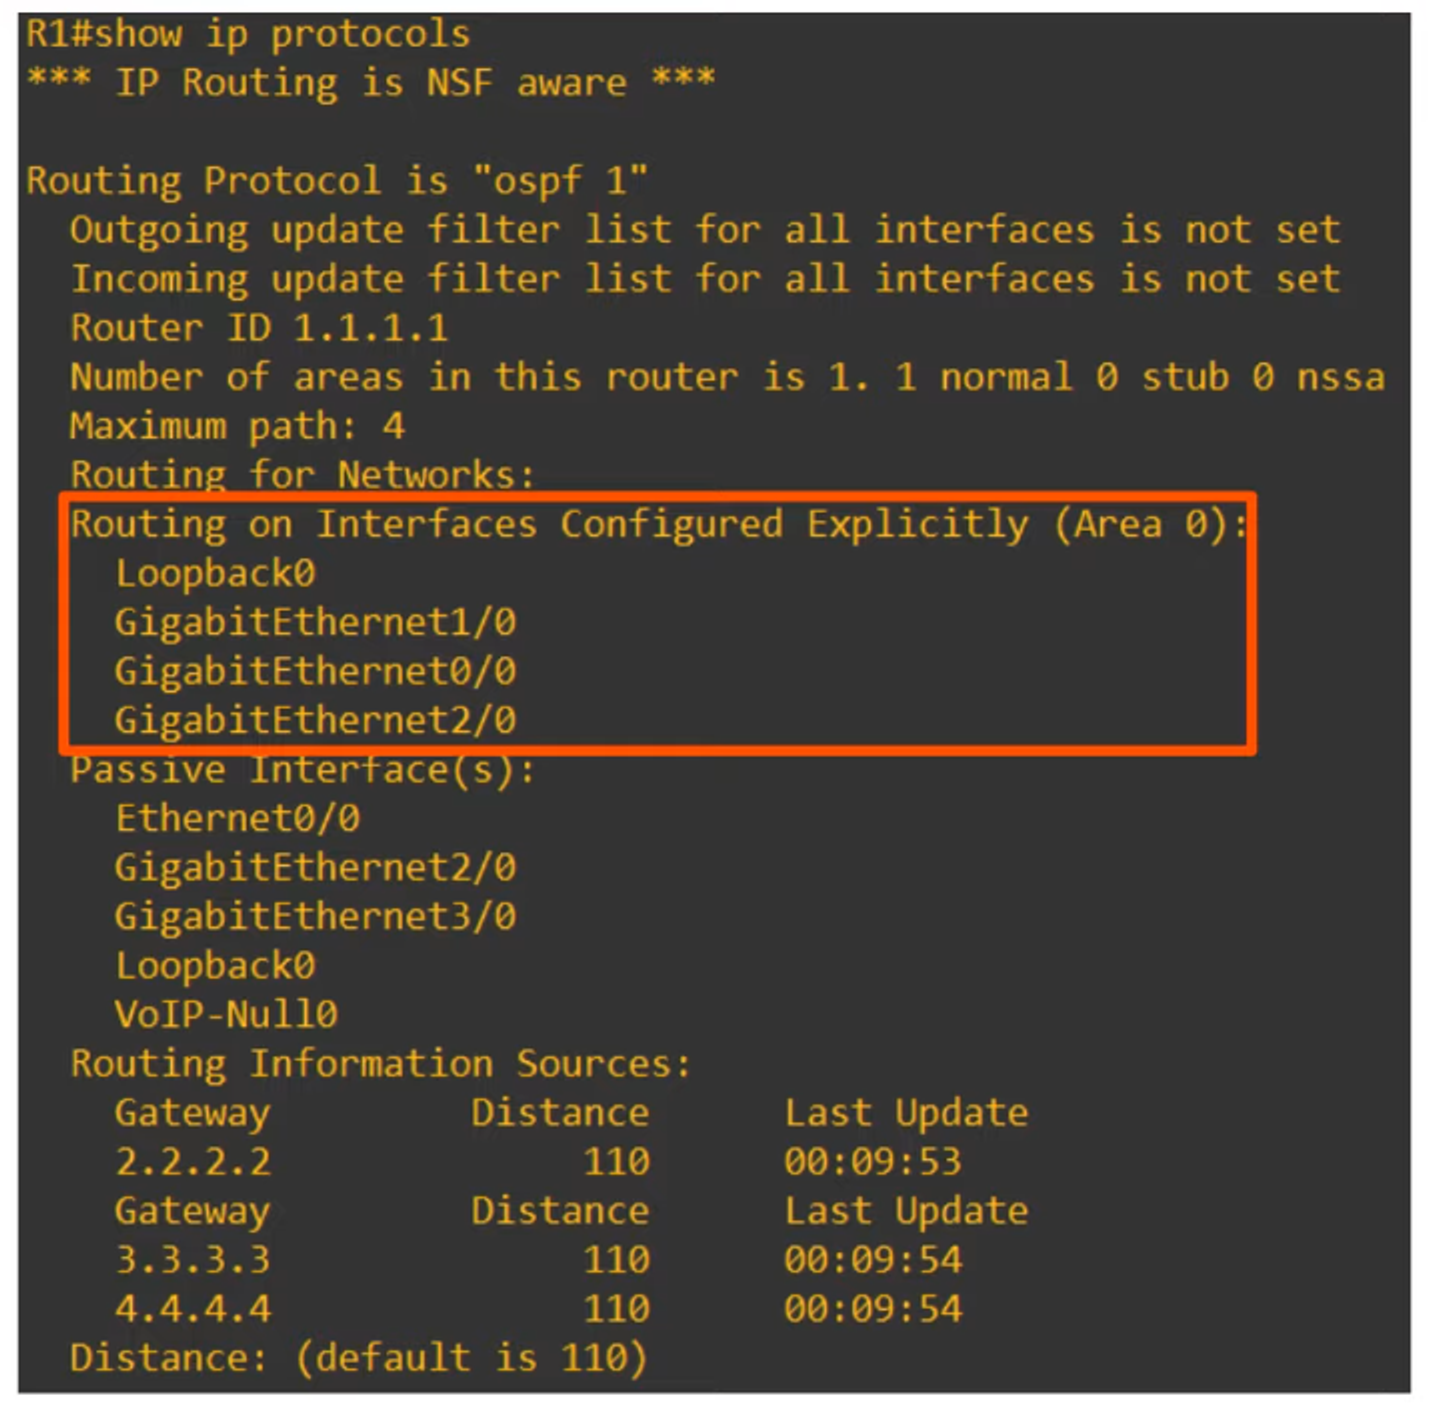 R1#show ip protocols
*** IP Routing is NSF aware ***
Routing Protocol is "ospf 1"
Outgoing update filter list for all interfaces is not set
Incoming update filter list for all interfaces is not set
Router ID 1.1.1.1
Number of areas in this router is 1. 1 normal 0 stub 0 nssa
Maximum path: 4
Routing for Networks:
Routing on Interfaces Configured Explicitly (Area 0):
Loopback0
GigabitEthernet1/0
GigabitEthernet0/0
GigabitEthernet2/0
Passive Interface(s):
Ethernet0/0
GigabitEthernet2/0
GigabitEthernet3/0
Loopback0
VoIP-Null0
Routing Information Sources:
Gateway Distance Last Update
2.2.2.2 110 00:09:53
Gateway Distance Last Update
3.3.3.3 110 00:09:54
4.4.4.4 110 00:09:54
Distance: (default is 110)